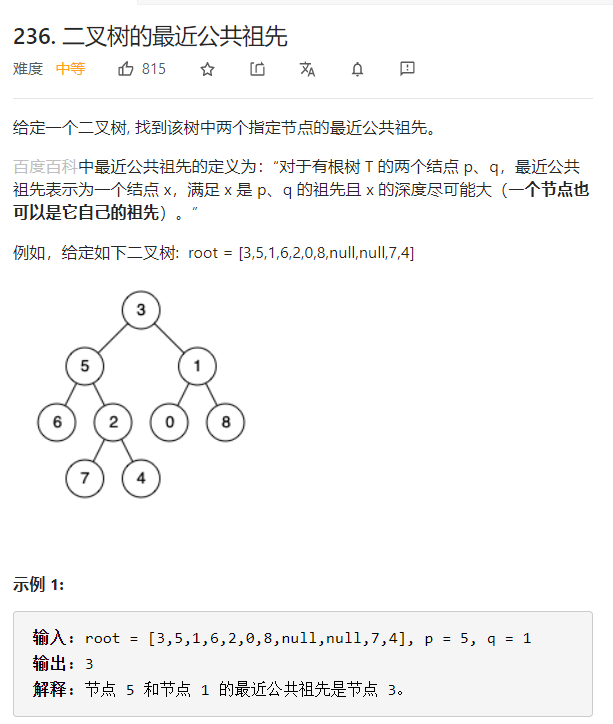 236. 二叉树的最近公共祖先
难度 中等 815
给定一个二叉树, 找到该树中两个指定节点的最近公共祖先。
百度百科中最近公共祖先的定义为：“对于有根树 T 的两个结点 p、q，最近公共
祖先表示为一个结点 x，满足 x 是 p、q 的祖先且 x 的深度尽可能大（一个节点也
可以是它自己的祖先）。”
例如，给定如下二叉树: root = [3,5,1,6,2,0,8,null,null,7,4]
3
5 1
6 2 0 8
7 4
示例 1:
输入: root = [3,5,1,6,2,0,8,null,null,7,4], p = 5, q = 1
输出: 3
解释: 节点 5 和节点 1 的最近公共祖先是节点 3。